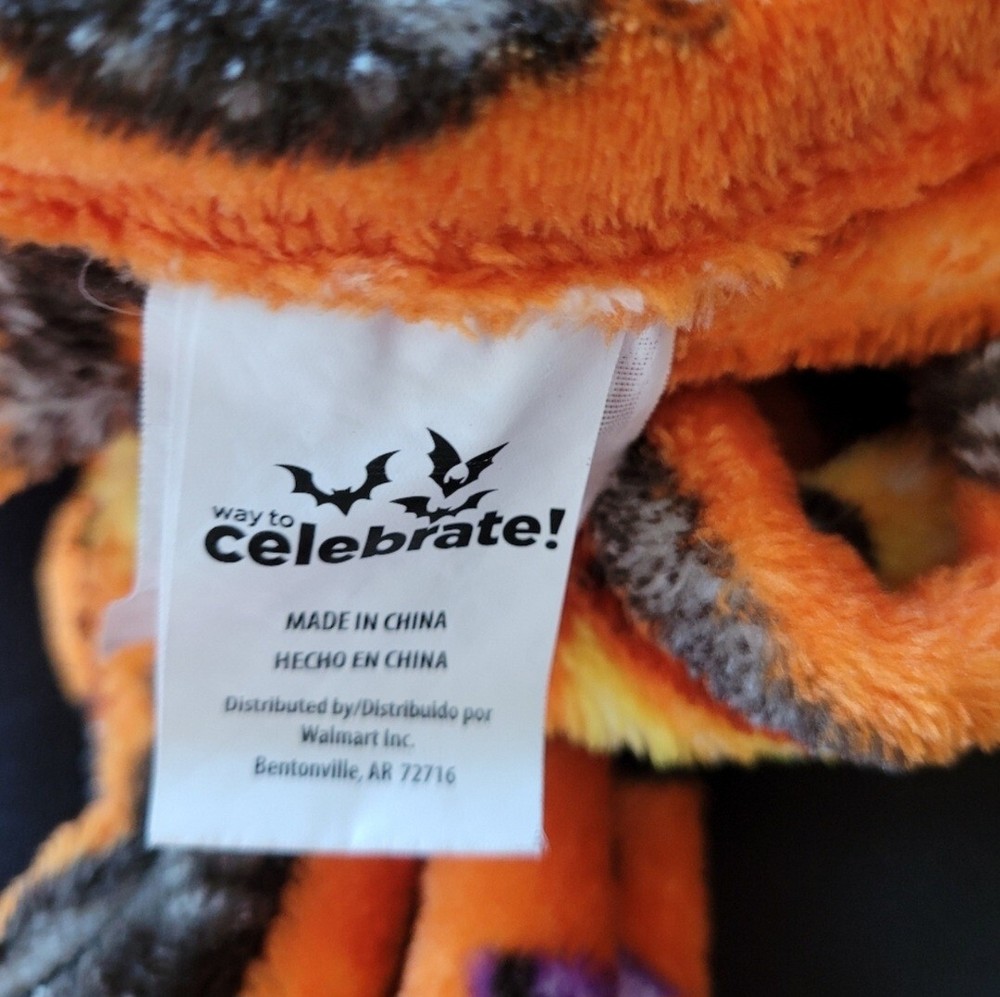 way to
celebrate!
MADE IN CHINA
HECHO EN CHINA
Distributed by/Distribuido por
Walmart Inc.
Bentonville, AR 72716